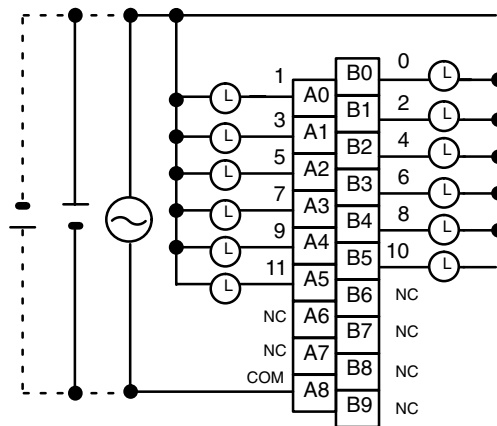 0
1 L A0 B0 L
2
3 L A1 B1 L
4
5 L A2 B2 L
6
7 L A3 B3 L
8
9 L A4 B4 L
10
11 L A5 B5 L
NC A6 B6 NC
NC A7 B7 NC
COM A8 B8 NC
B9 NC